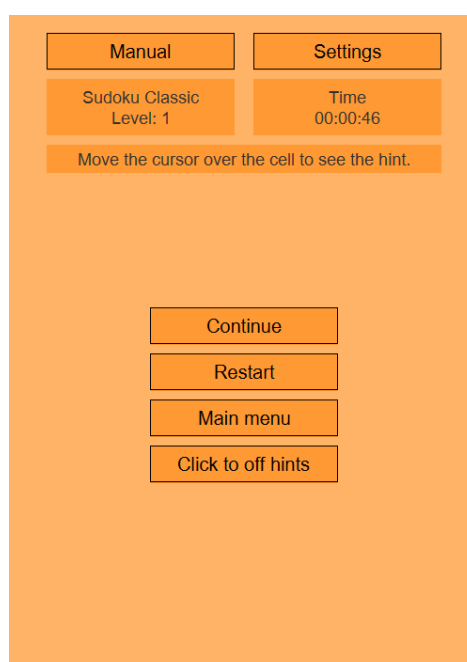 Manual
Settings
Sudoku Classic
Level: 1
Time
00:00:46
Move the cursor over the cell to see the hint.
Continue
Restart
Main menu
Click to off hints